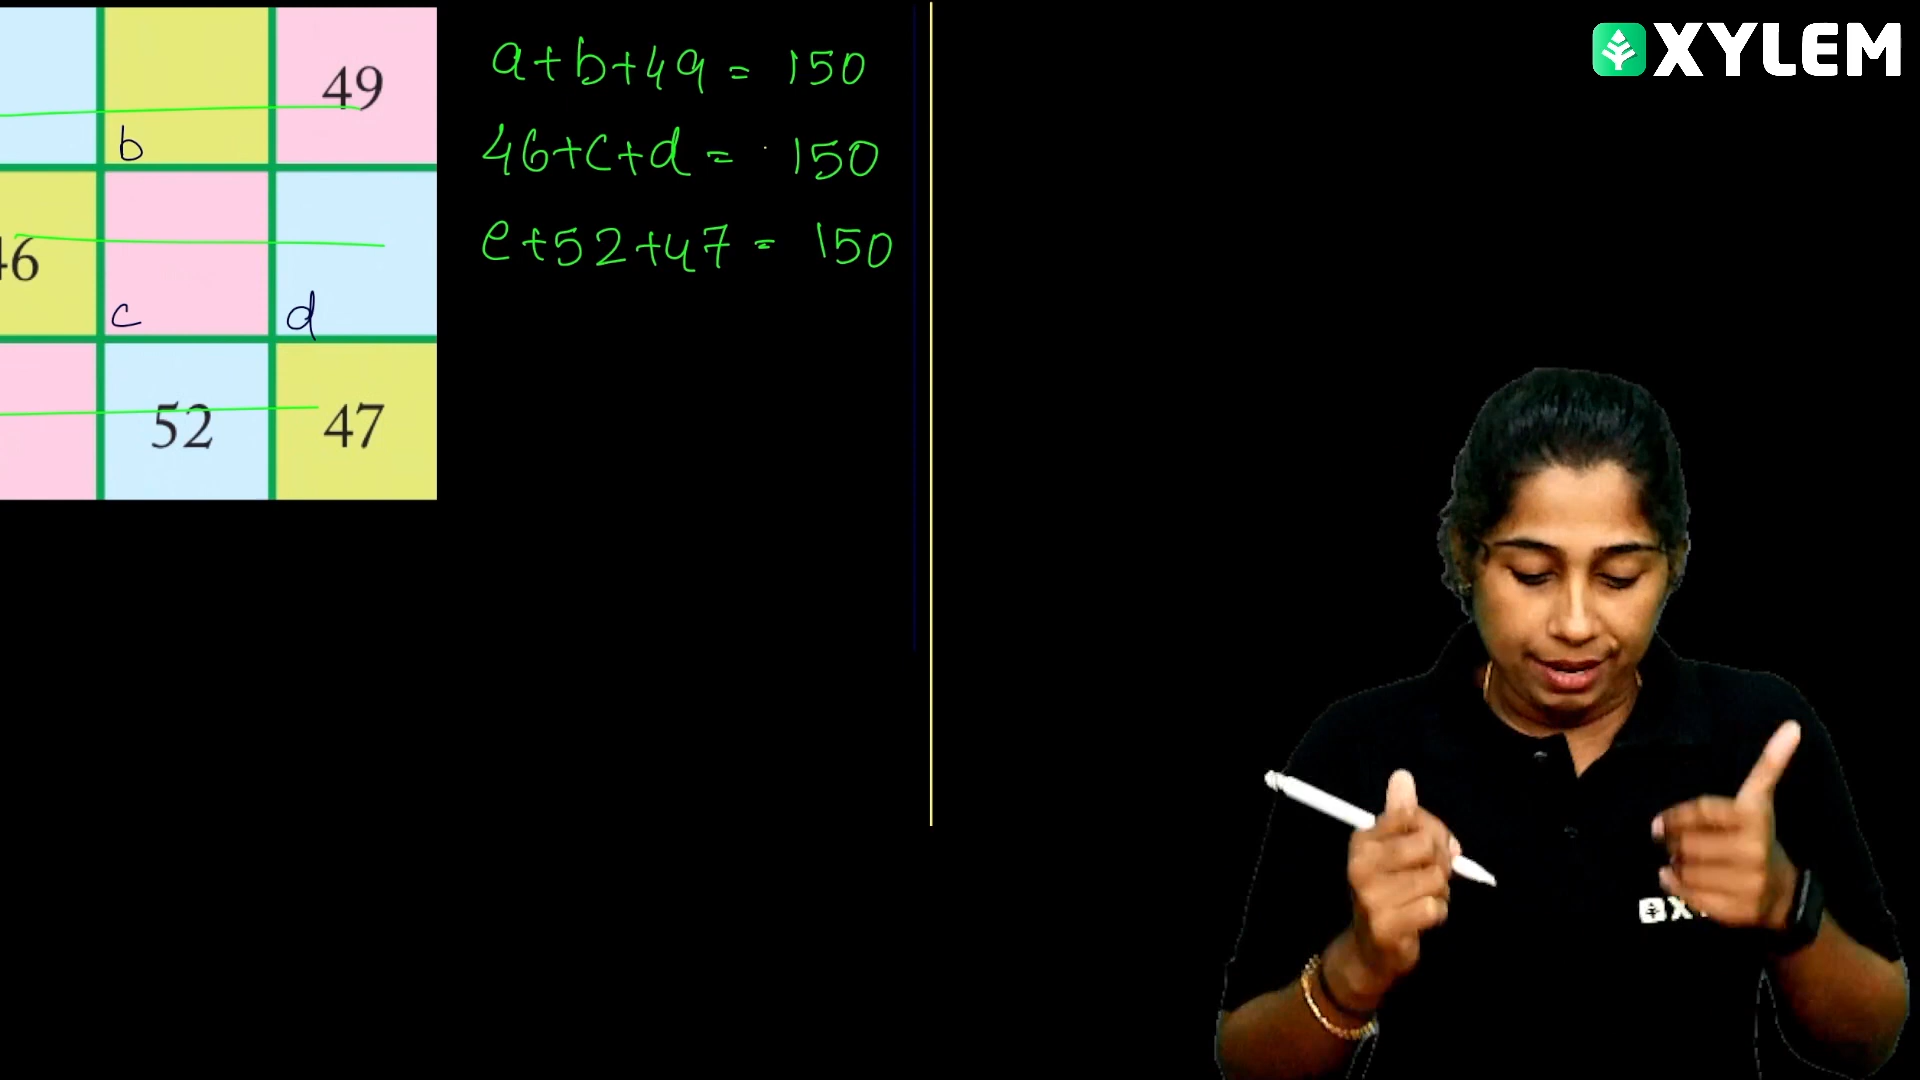 XYLEM
49
b
46
c
d
52
47
a+b+49 = 150
46+c+d = 150
e+52+47 = 150